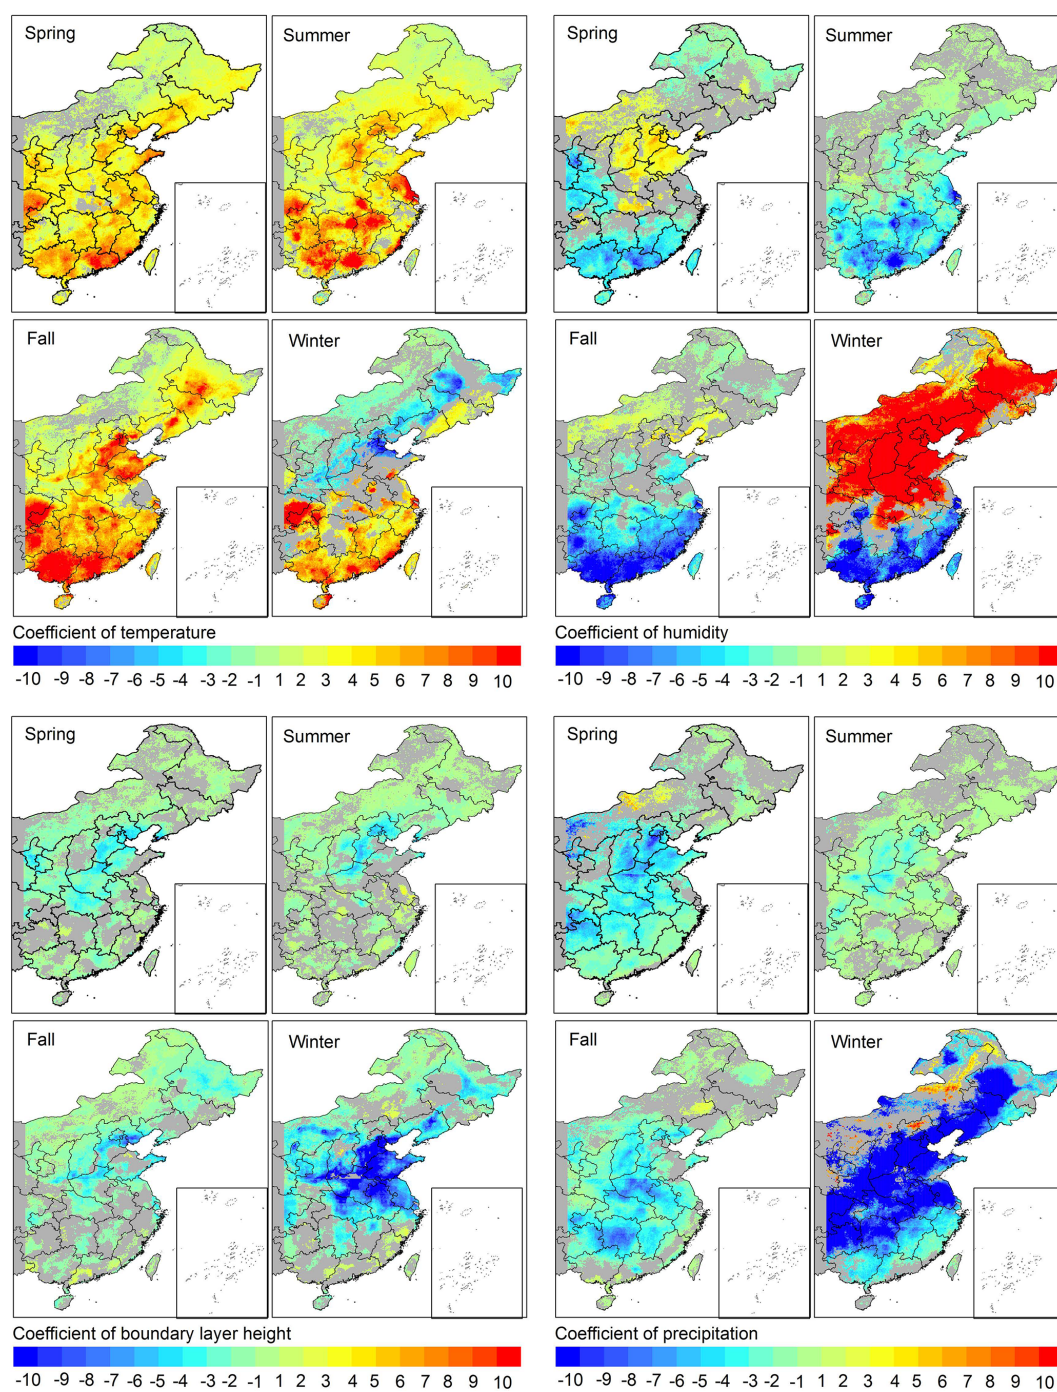 Spring
Summer
Fall
Winter
Coefficient of temperature
-10 -9 -8 -7 -6 -5 -4 -3 -2 -1 1 2 3 4 5 6 7 8 9 10
Spring
Summer
Fall
Winter
Coefficient of humidity
-10 -9 -8 -7 -6 -5 -4 -3 -2 -1 1 2 3 4 5 6 7 8 9 10
Spring
Summer
Fall
Winter
Coefficient of boundary layer height
-10 -9 -8 -7 -6 -5 -4 -3 -2 -1 1 2 3 4 5 6 7 8 9 10
Spring
Summer
Fall
Winter
Coefficient of precipitation
-10 -9 -8 -7 -6 -5 -4 -3 -2 -1 1 2 3 4 5 6 7 8 9 10